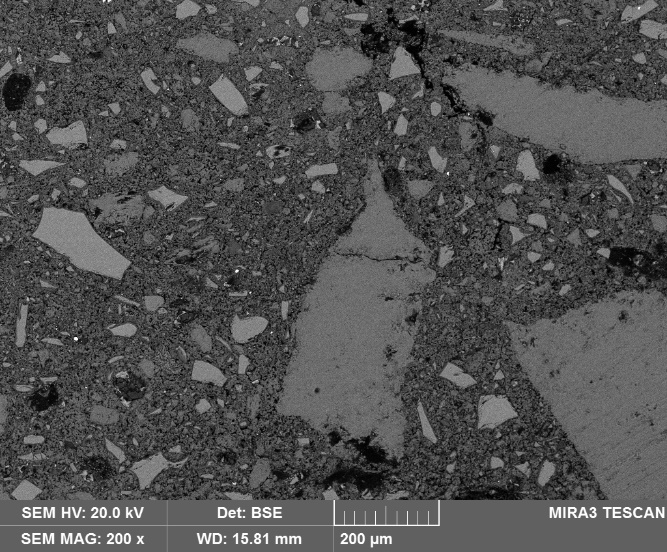 SEM HV: 20.0 kV Det: BSE MIRA3 TESCAN
SEM MAG: 200 x WD: 15.81 mm 200 µm